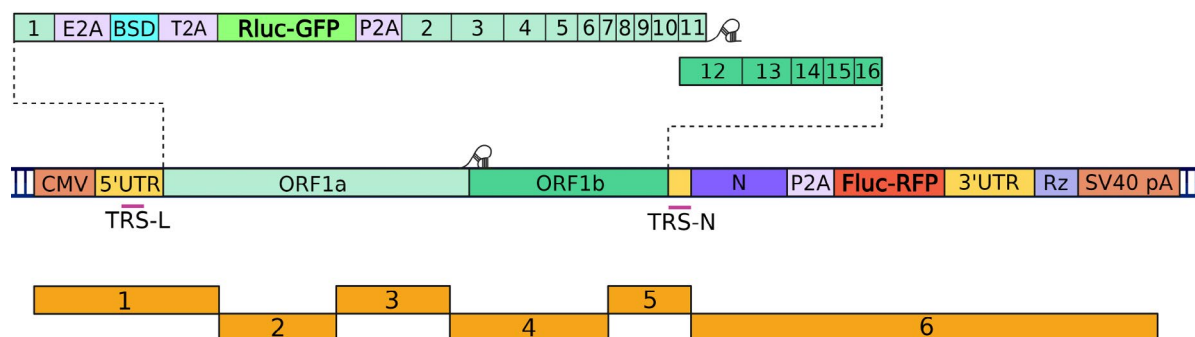 1 E2A BSD T2A Rluc-GFP P2A 2 3 4 5 6 7 8 9 10 11
12 13 14 15 16
CMV 5'UTR ORF1a ORF1b N P2A Fluc-RFP 3'UTR Rz SV40 pA
TRS-L TRS-N
1 3 5
2 4 6